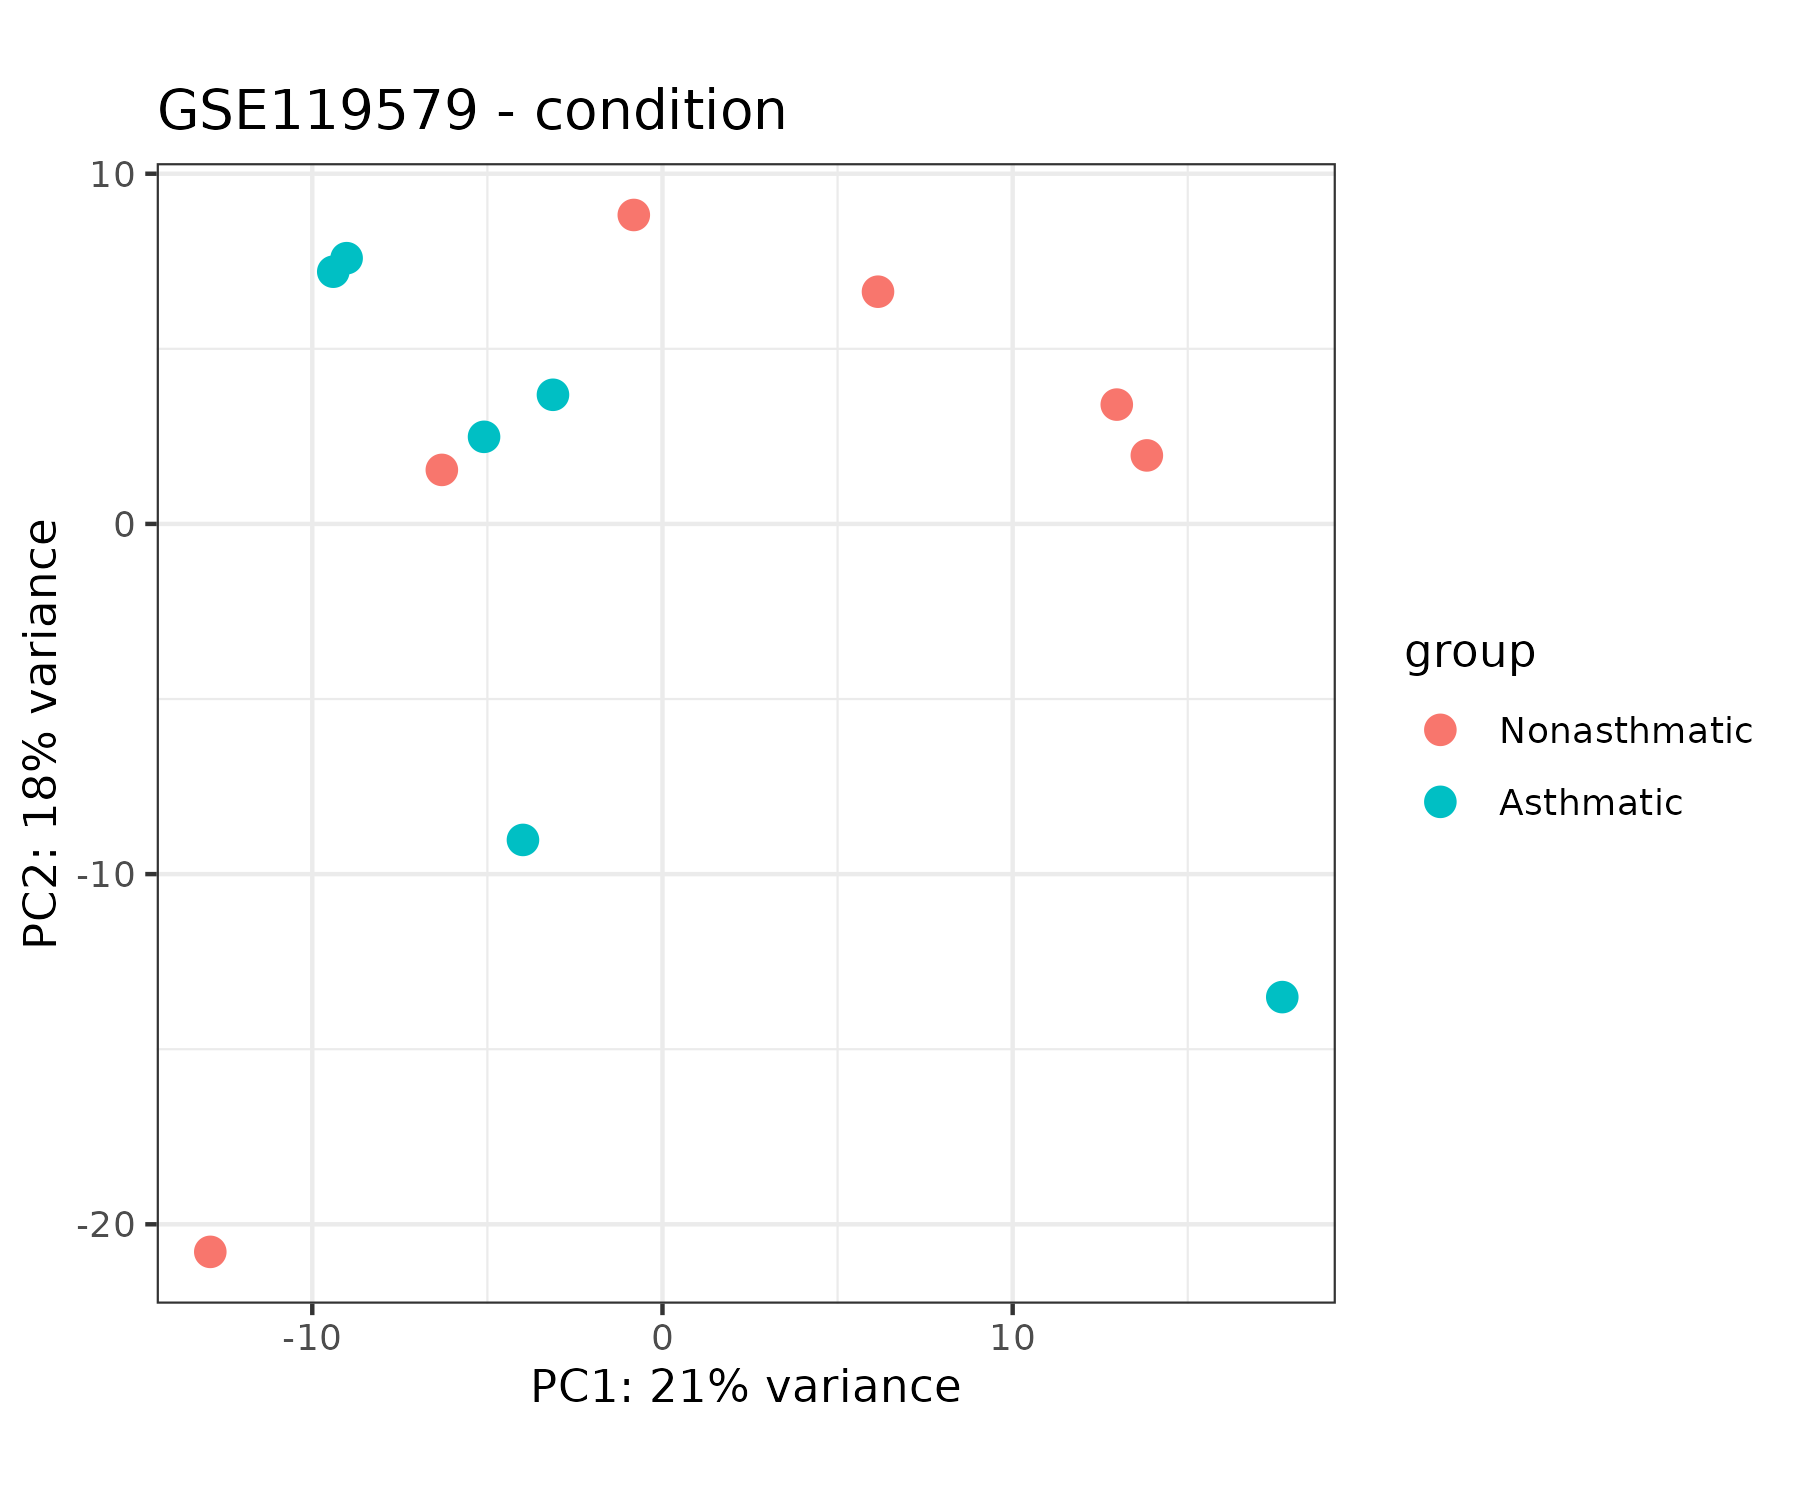 GSE119579 - condition
10
0
-10
-20
PC2: 18% variance
-10
0
10
PC1: 21% variance
group
Nonasthmatic
Asthmatic